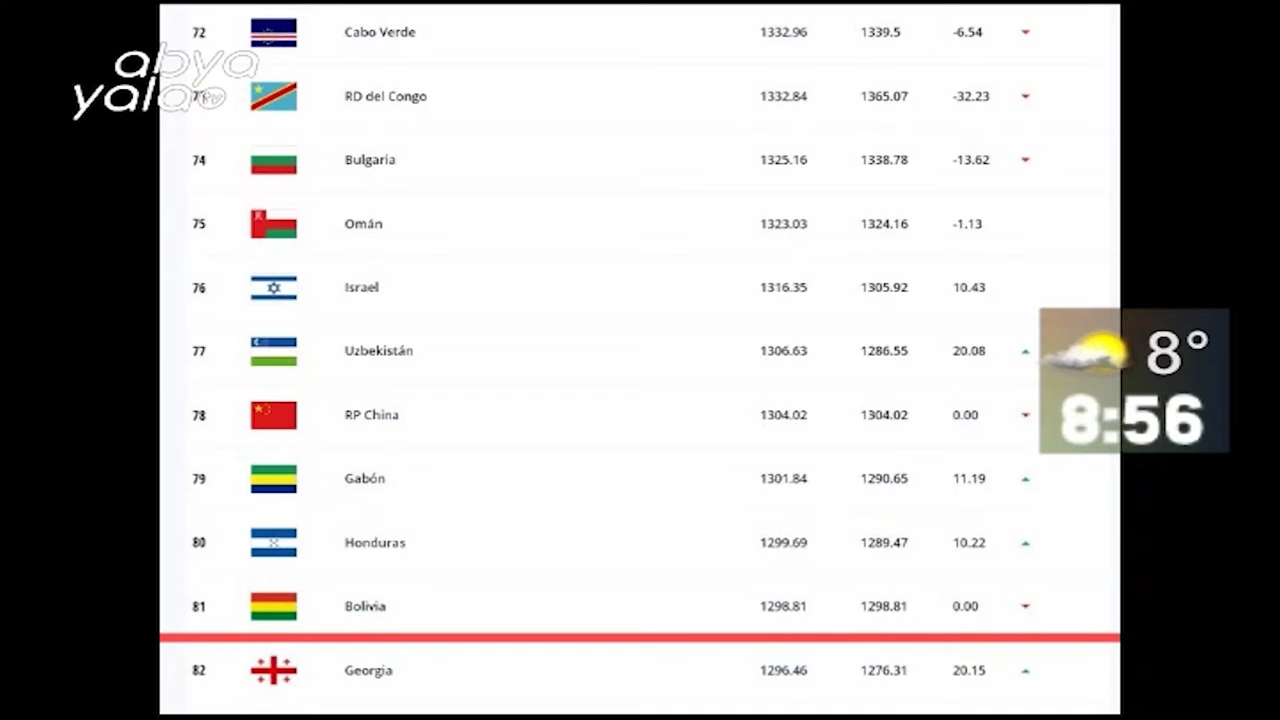 72 Cabo Verde 1332.96 1339.5 -6.54
abya
yala tv
73 RD del Congo 1332.84 1365.07 -32.23
74 Bulgaria 1325.16 1338.78 -13.62
75 Omán 1323.03 1324.16 -1.13
76 Israel 1316.35 1305.92 10.43
77 Uzbekistán 1306.63 1286.55 20.08
8°
78 RP China 1304.02 1304.02 0.00
8:56
79 Gabón 1301.84 1290.65 11.19
80 Honduras 1299.69 1289.47 10.22
81 Bolivia 1298.81 1298.81 0.00
82 Georgia 1296.46 1276.31 20.15